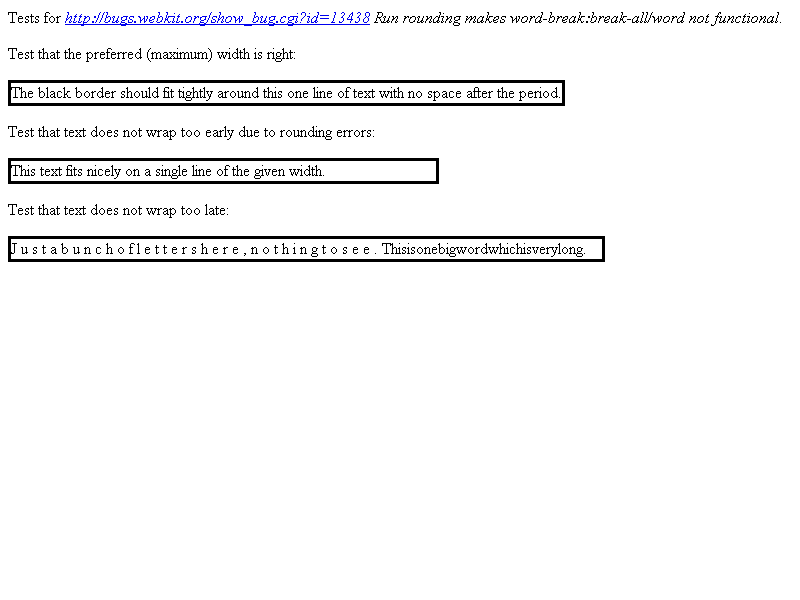 Tests for http://bugs.webkit.org/show_bug.cgi?id=13438 Run rounding makes word-break:break-all/word not functional.
Test that the preferred (maximum) width is right:
The black border should fit tightly around this one line of text with no space after the period.
Test that text does not wrap too early due to rounding errors:
This text fits nicely on a single line of the given width.
Test that text does not wrap too late:
J u s t a b u n c h o f l e t t e r s h e r e , n o t h i n g t o s e e . Thisisonebigwordwhichisverylong.